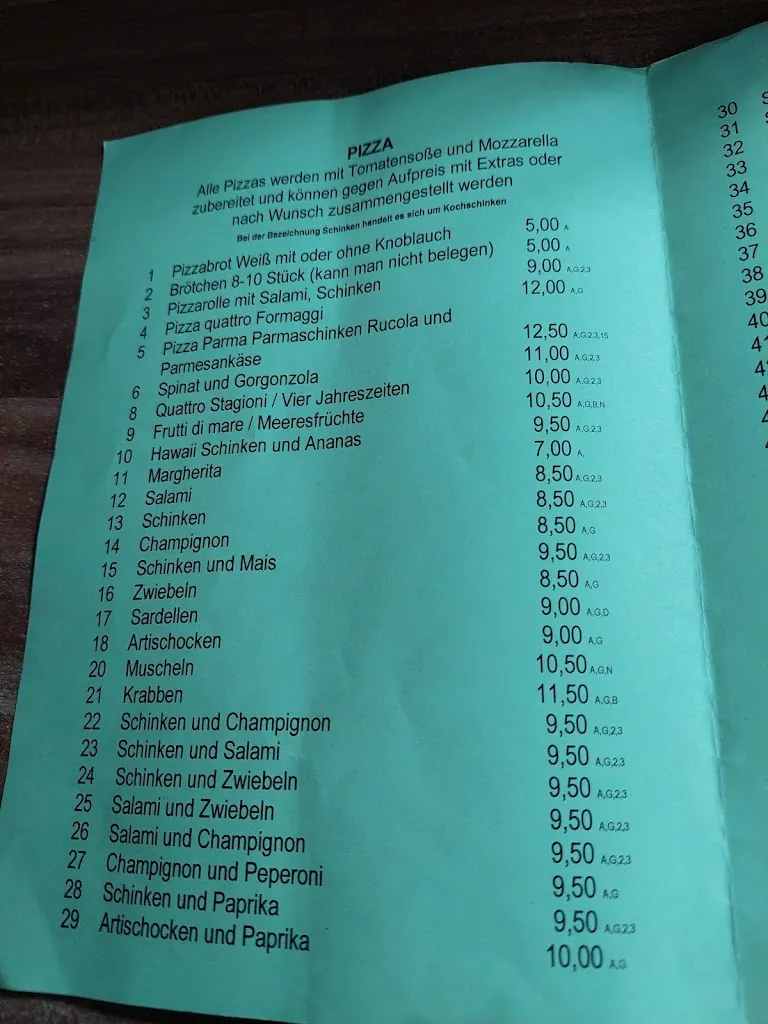 PIZZA
Alle Pizzas werden mit Tomatensoße und Mozzarella
zubereitet und können gegen Aufpreis mit Extras oder
nach Wunsch zusammengestellt werden
Bei der Bezeichnung Schinken handelt es sich um Kochschinken
1 Pizzabrot Weiß mit oder ohne Knoblauch 5,00 A
2 Brötchen 8-10 Stück (kann man nicht belegen) 5,00 A
3 Pizzarolle mit Salami, Schinken 9,00 A,G,2,3
4 Pizza quattro Formaggi 12,00 A,G
5 Pizza Parma Parmaschinken Rucola und
Parmesankäse 12,50 A,G,2,3,15
6 Spinat und Gorgonzola 11,00 A,G,2,3
8 Quattro Stagioni / Vier Jahreszeiten 10,00 A,G,2,3
9 Frutti di mare / Meeresfrüchte 10,50 A,G,B,N
10 Hawaii Schinken und Ananas 9,50 A,G,2,3
11 Margherita 7,00 A,
12 Salami 8,50 A,G,2,3
13 Schinken 8,50 A,G,2,3
14 Champignon 8,50 A,G
15 Schinken und Mais 9,50 A,G,2,3
16 Zwiebeln 8,50 A,G
17 Sardellen 9,00 A,G,D
18 Artischocken 9,00 A,G
20 Muscheln 10,50 A,G,N
21 Krabben 11,50 A,G,B
22 Schinken und Champignon 9,50 A,G,2,3
23 Schinken und Salami 9,50 A,G,2,3
24 Schinken und Zwiebeln 9,50 A,G,2,3
25 Salami und Zwiebeln 9,50 A,G,2,3
26 Salami und Champignon 9,50 A,G,2,3
27 Champignon und Peperoni 9,50 A,G
28 Schinken und Paprika 9,50 A,G,2,3
29 Artischocken und Paprika 10,00 A,G
30
31
32
33
34
35
36
37
38
39
40